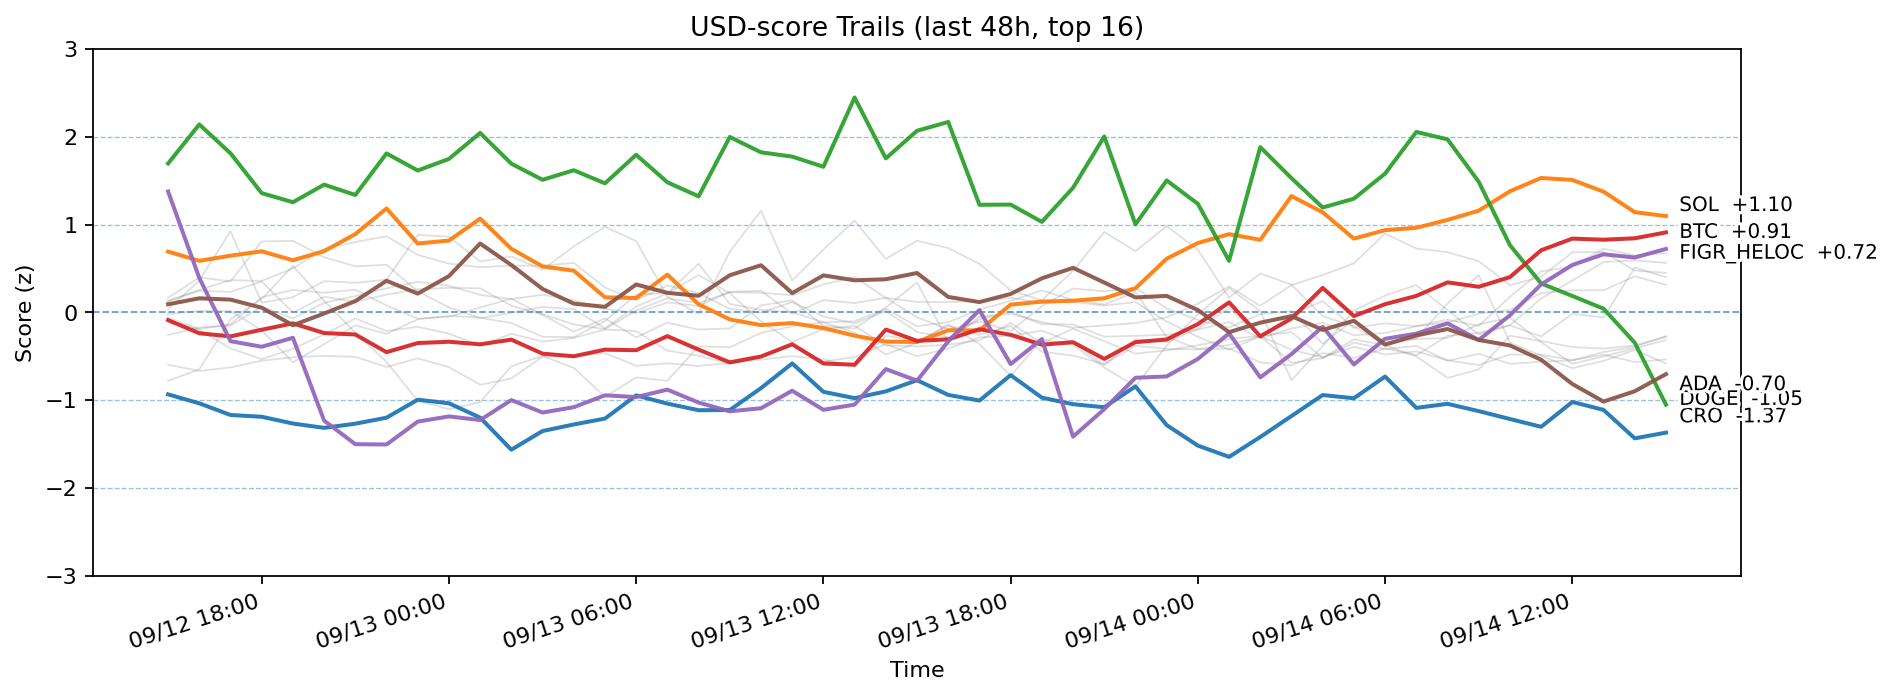 USD-score Trails (last 48h, top 16)
Score (z)
3
2
1
0
−1
−2
−3
SOL +1.10
BTC +0.91
FIGR_HELOC +0.72
ADA -0.70
DOGE -1.05
CRO -1.37
09/12 18:00
09/13 00:00
09/13 06:00
09/13 12:00
09/13 18:00
09/14 00:00
09/14 06:00
09/14 12:00
Time